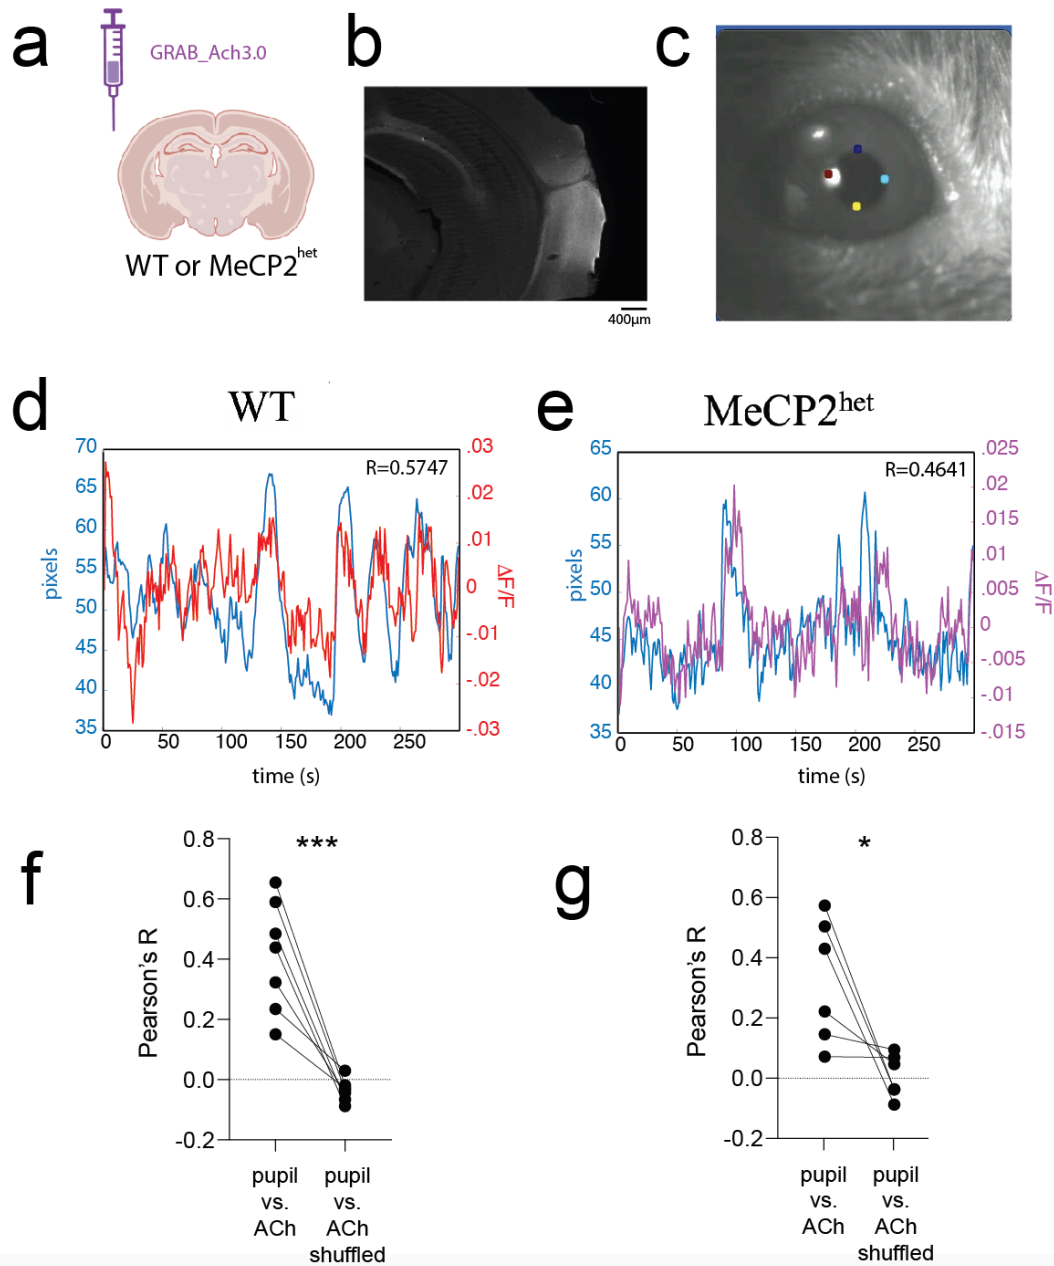 a
GRAB_Ach3.0
WT or MeCP2het
b
400µm
c
d
WT
R=0.5747
70
65
60
55
50
45
40
35
pixels
.03
.02
.01
0
-.01
-.02
-.03
ΔF/F
0 50 100 150 200 250
time (s)
e
MeCP2het
R=0.4641
65
60
55
50
45
40
35
pixels
.025
.02
.015
.01
.005
0
-.005
-.01
-.015
ΔF/F
0 50 100 150 200 250
time (s)
f
***
0.8
0.6
0.4
0.2
0.0
-0.2
Pearson's R
pupil
vs.
ACh
pupil
vs.
ACh
shuffled
g
*
0.8
0.6
0.4
0.2
0.0
-0.2
Pearson's R
pupil
vs.
ACh
pupil
vs.
ACh
shuffled